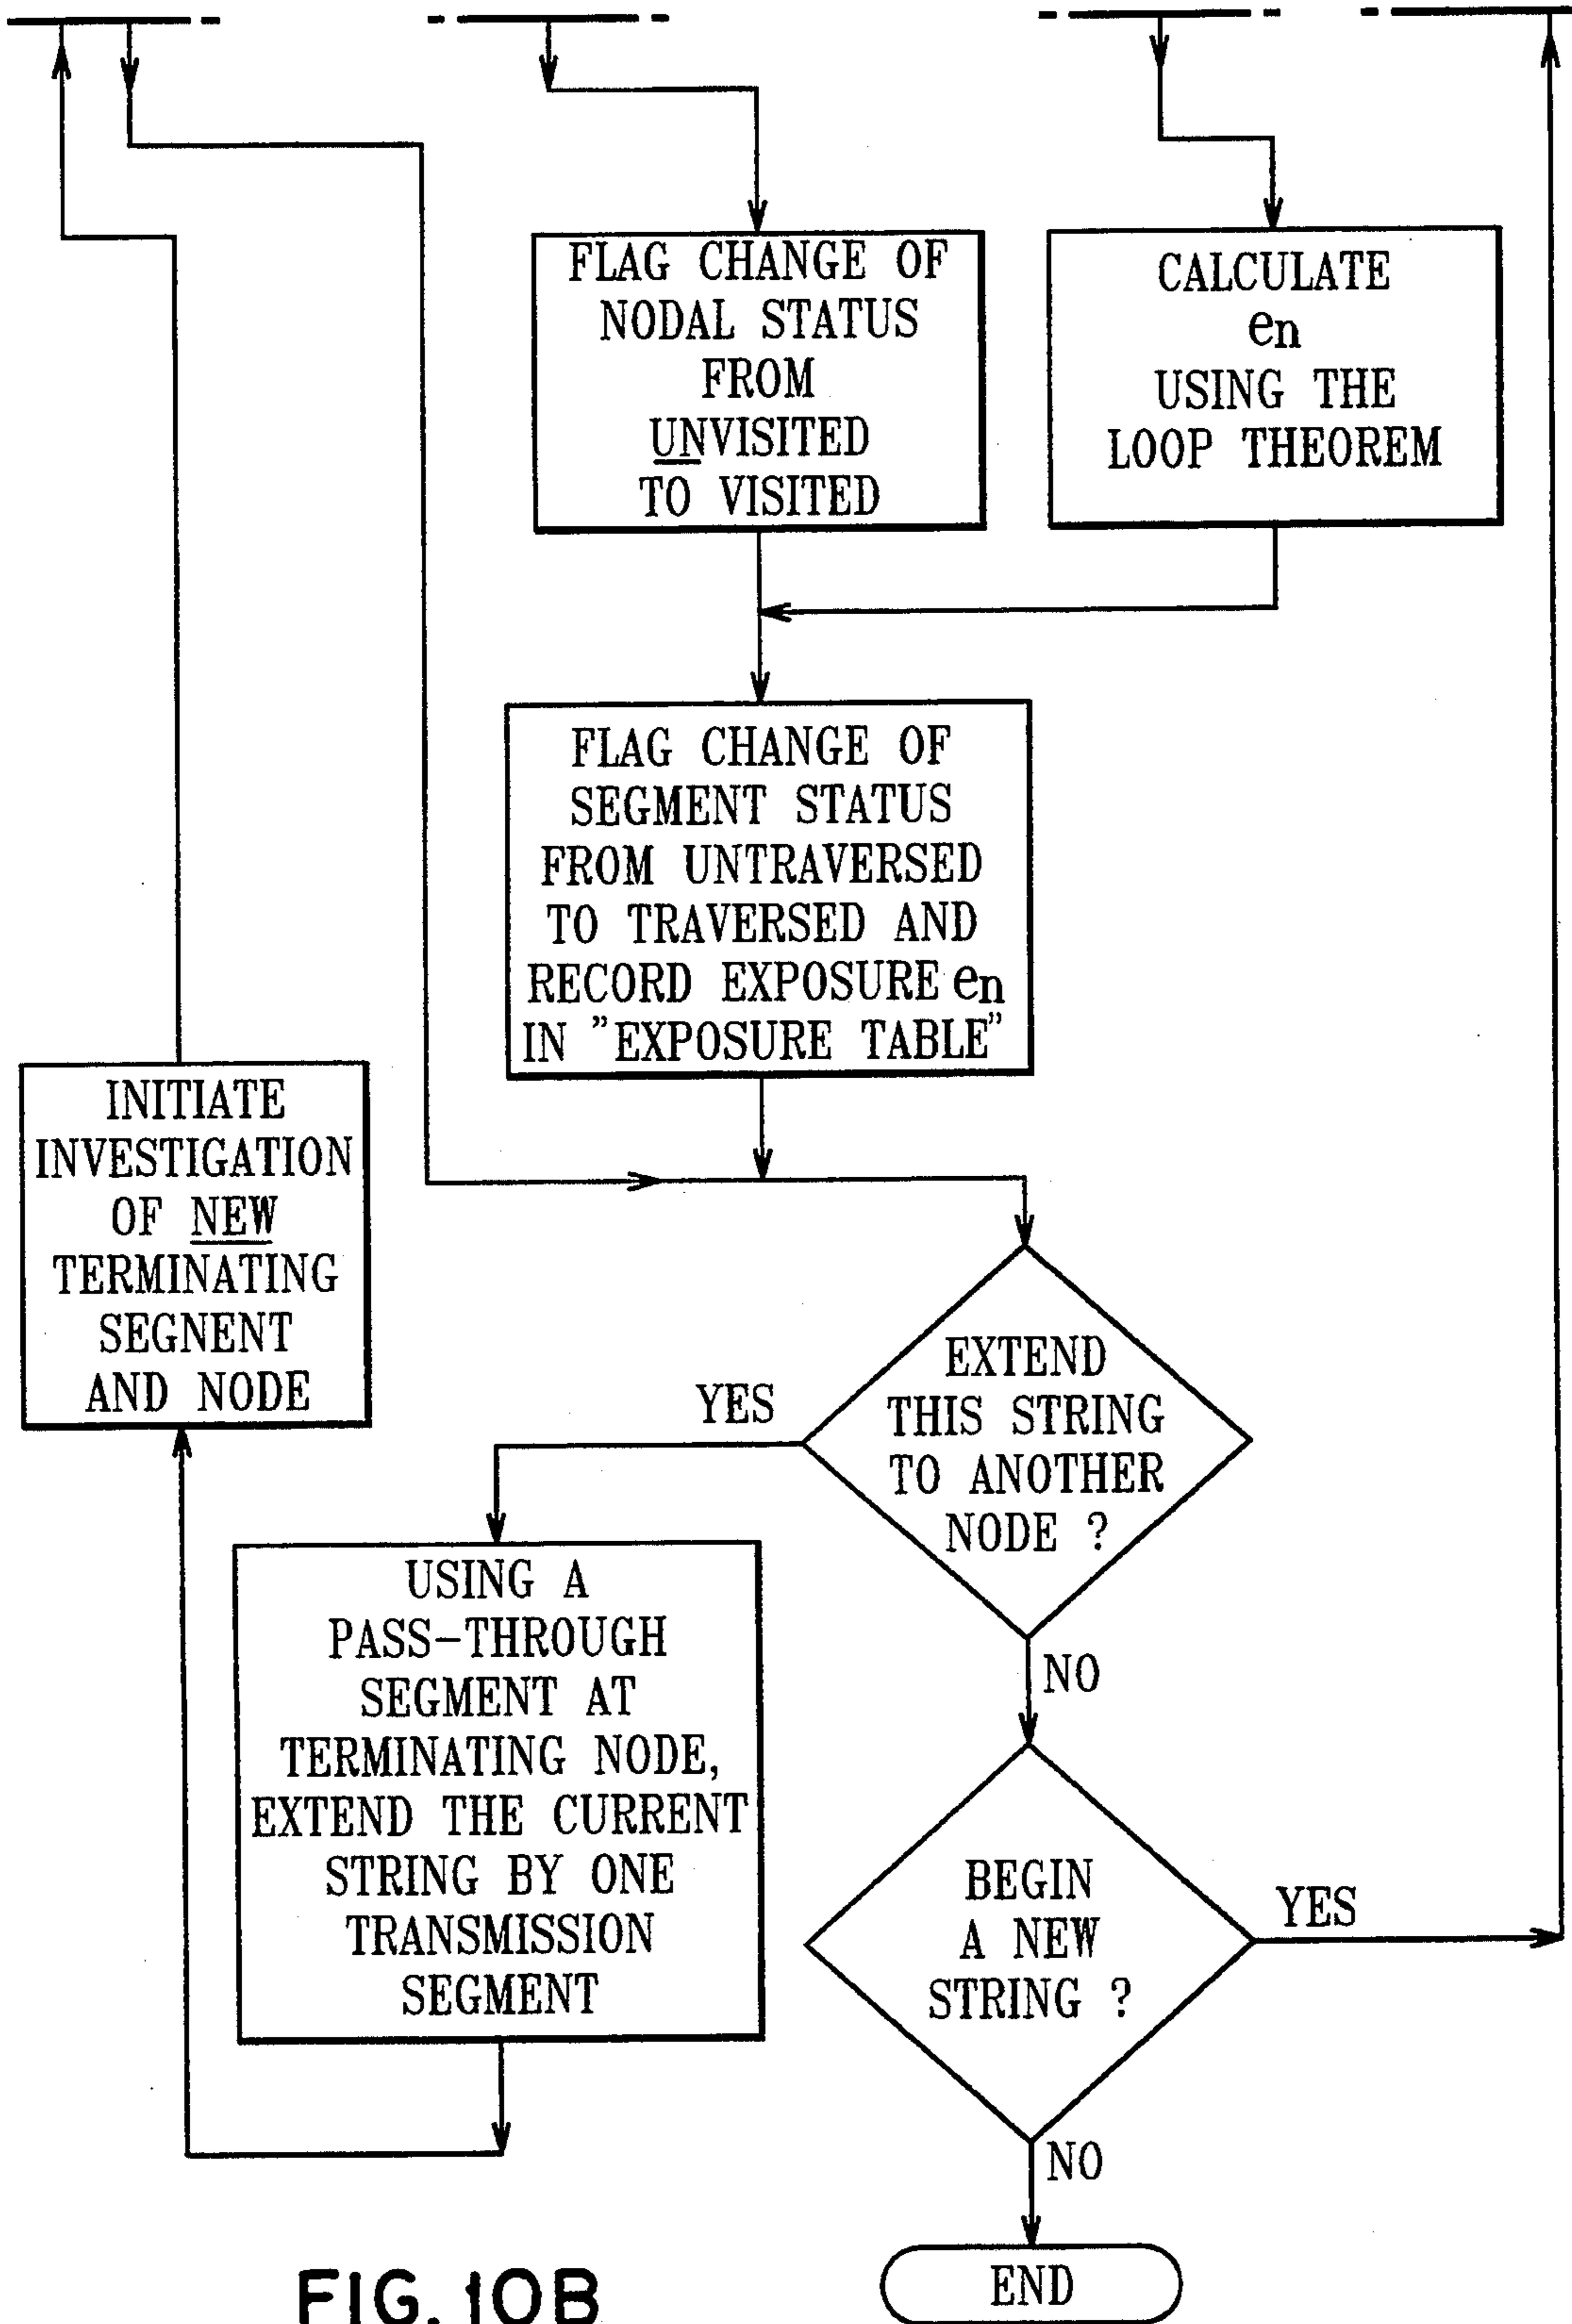 FLAG CHANGE OF
NODAL STATUS
FROM
UNVISITED
TO VISITED
CALCULATE
en
USING THE
LOOP THEOREM
FLAG CHANGE OF
SEGMENT STATUS
FROM UNTRAVERSED
TO TRAVERSED AND
RECORD EXPOSURE en
IN "EXPOSURE TABLE"
INITIATE
INVESTIGATION
OF NEW
TERMINATING
SEGNENT
AND NODE
EXTEND
THIS STRING
TO ANOTHER
NODE ?
YES
NO
USING A
PASS-THROUGH
SEGMENT AT
TERMINATING NODE,
EXTEND THE CURRENT
STRING BY ONE
TRANSMISSION
SEGMENT
BEGIN
A NEW
STRING ?
YES
NO
END
FIG. 10B